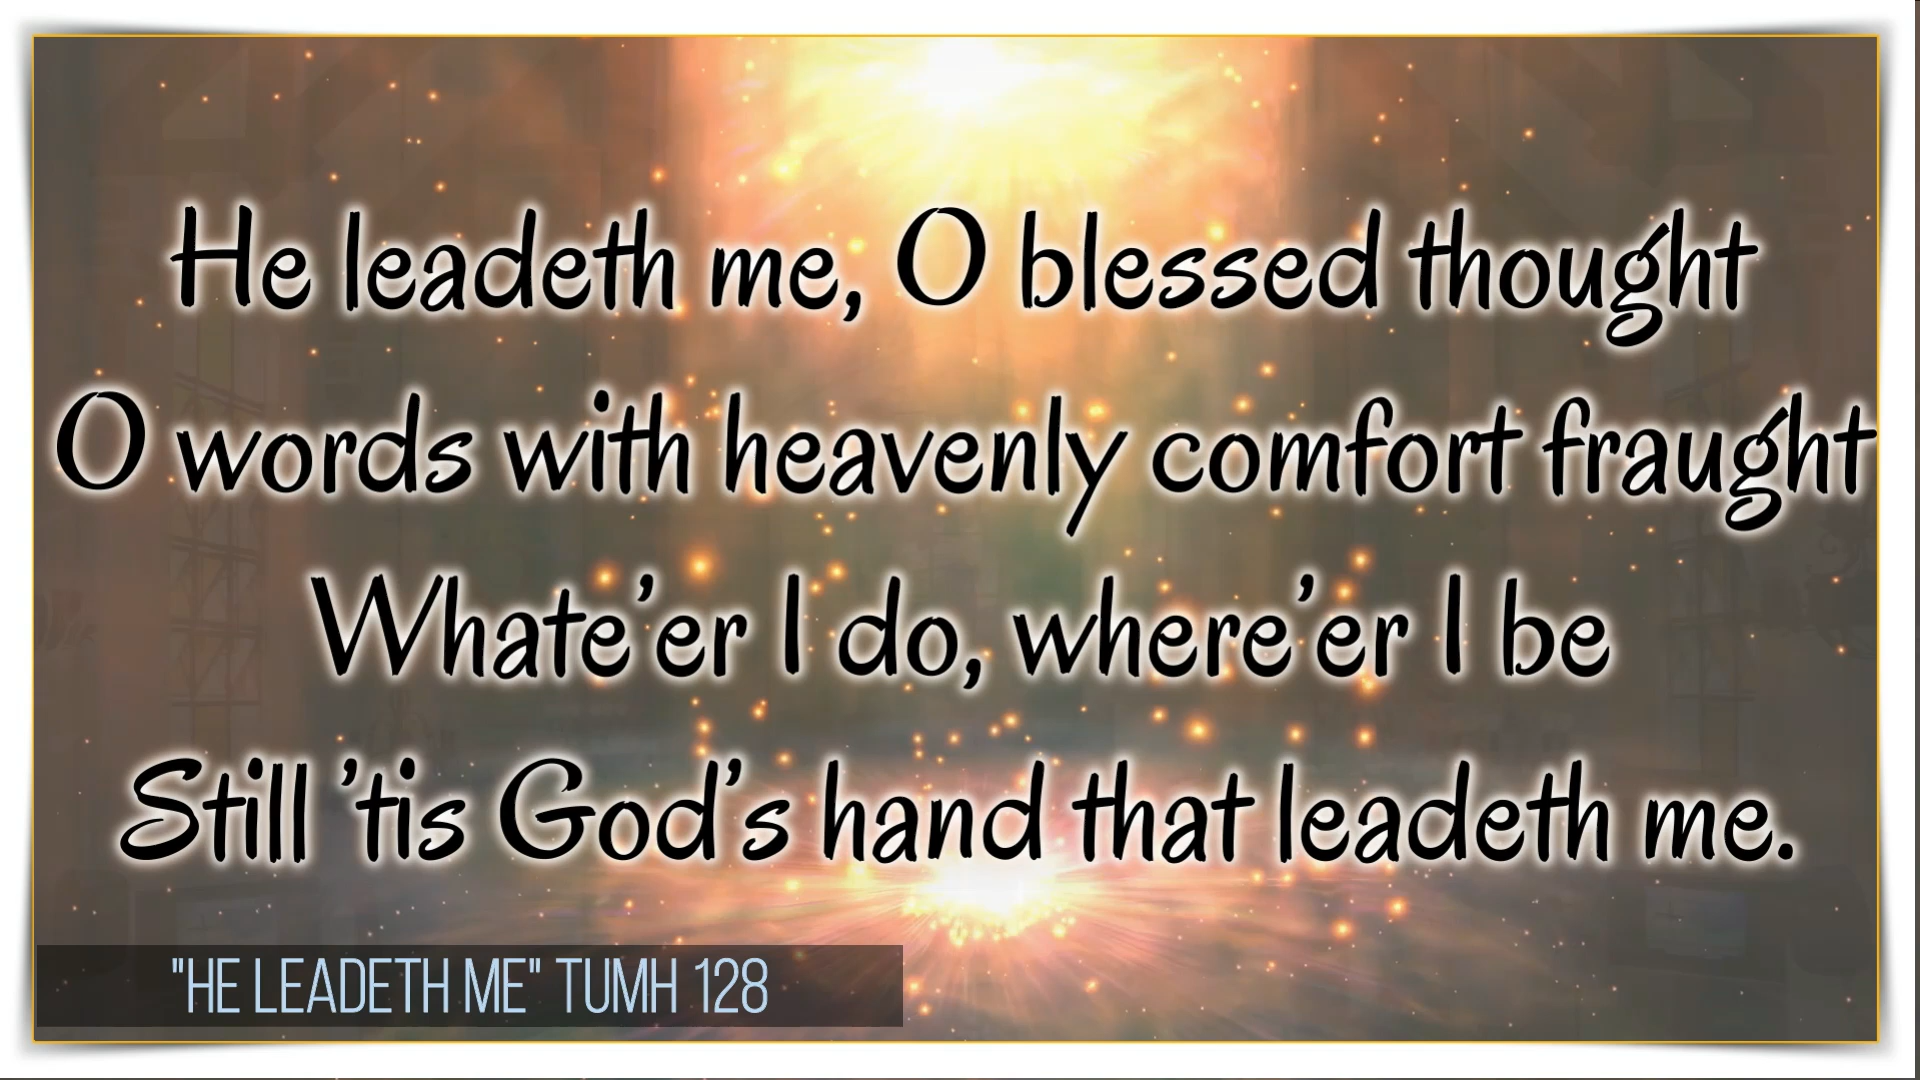 He leadeth me, O blessed thought
O words with heavenly comfort fraught
Whate’er I do, where’er I be
Still ’tis God’s hand that leadeth me.
"HE LEADETH ME" TUMH 128